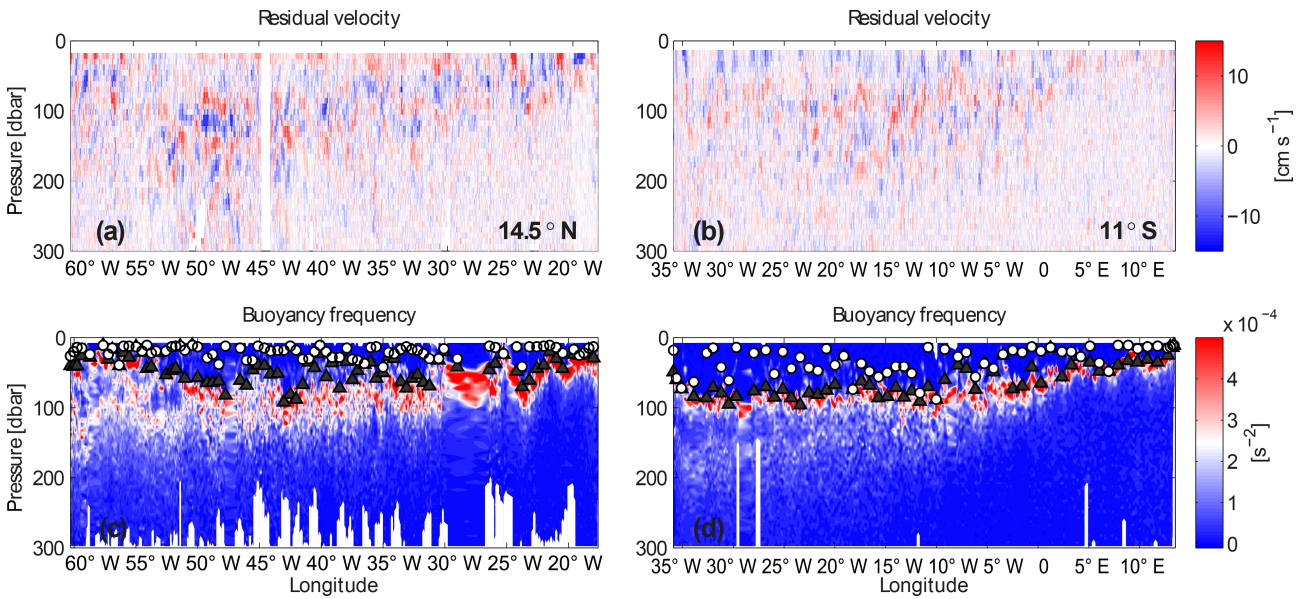 Residual velocity
Residual velocity
0
100
200
300
Pressure [dbar]
(a)
14.5° N
60° W 55° W 50° W 45° W 40° W 35° W 30° W 25° W 20° W
0
100
200
300
(b)
11° S
35° W 30° W 25° W 20° W 15° W 10° W 5° W 0 5° E 10° E
10
0
−10
[cm s⁻¹]
Buoyancy frequency
Buoyancy frequency
0
100
200
300
Pressure [dbar]
(c)
60° W 55° W 50° W 45° W 40° W 35° W 30° W 25° W 20° W
Longitude
0
100
200
300
(d)
35° W 30° W 25° W 20° W 15° W 10° W 5° W 0 5° E 10° E
Longitude
x 10⁻⁴
4
3
2
1
0
[s⁻²]